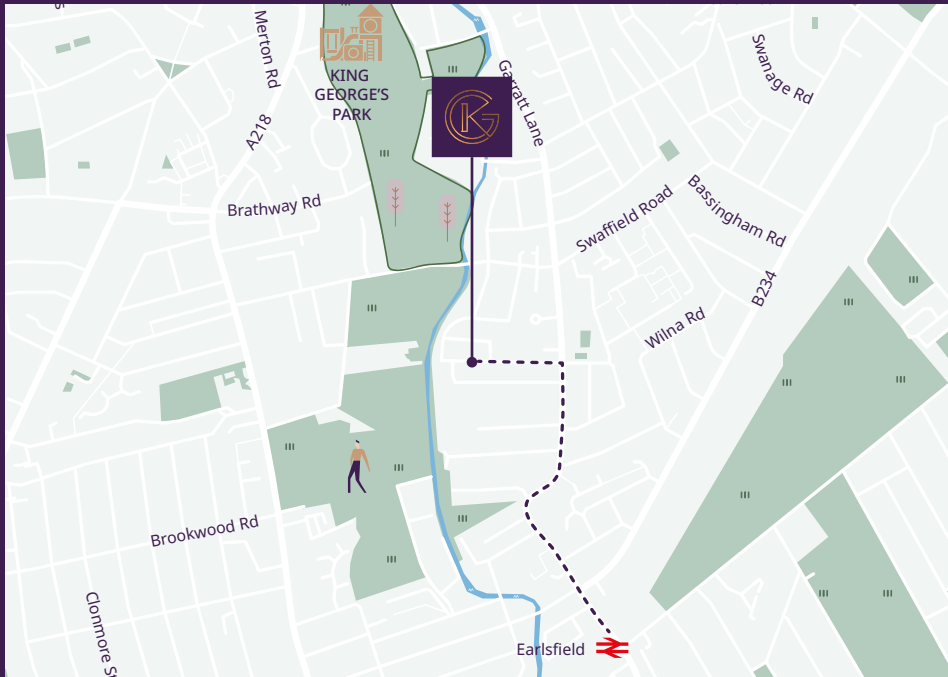 Merton Rd
KING
GEORGE'S
PARK
Garratt Lane
Swanage Rd
A218
Brathway Rd
Swaffield Road
Bassingham Rd
B234
Wilna Rd
Brookwood Rd
Clonmore St
Earlsfield